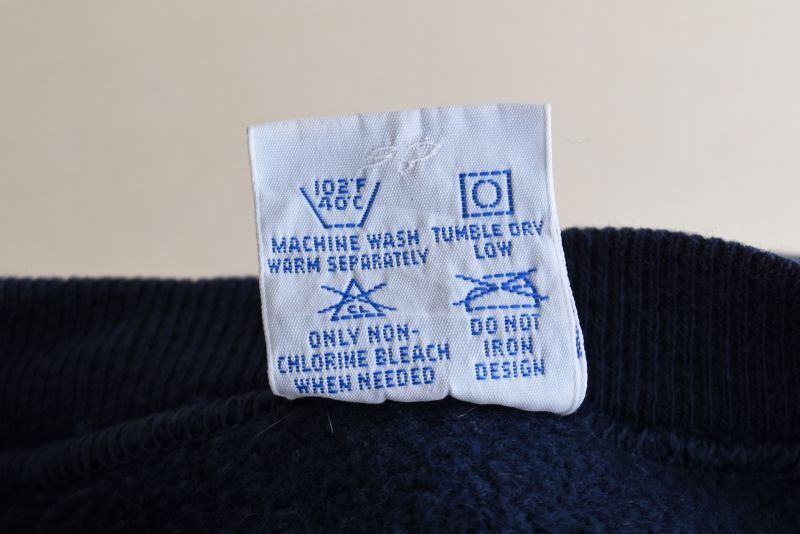 102°F
40°C
MACHINE WASH
WARM SEPARATELY
TUMBLE DRY
LOW
CL
ONLY NON-
CHLORINE BLEACH
WHEN NEEDED
DO NOT
IRON
DESIGN